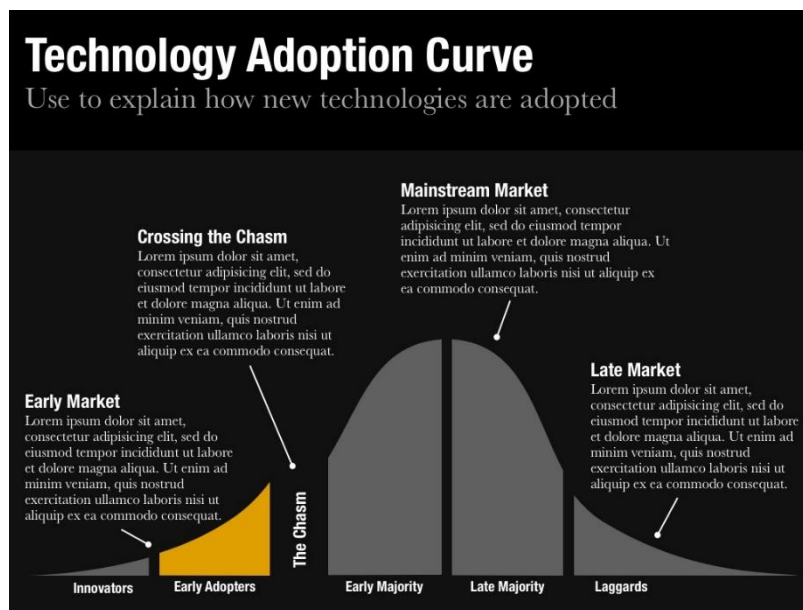 Technology Adoption Curve
Use to explain how new technologies are adopted
Mainstream Market
Lorem ipsum dolor sit amet, consectetur
adipisicing elit, sed do eiusmod tempor
incididunt ut labore et dolore magna aliqua. Ut
enim ad minim veniam, quis nostrud
exercitation ullamco laboris nisi ut aliquip ex
ea commodo consequat.
Crossing the Chasm
Lorem ipsum dolor sit amet,
consectetur adipisicing elit, sed do
eiusmod tempor incididunt ut labore
et dolore magna aliqua. Ut enim ad
minim veniam, quis nostrud
exercitation ullamco laboris nisi ut
aliquip ex ea commodo consequat.
Late Market
Lorem ipsum dolor sit amet,
consectetur adipisicing elit, sed do
eiusmod tempor incididunt ut labore
et dolore magna aliqua. Ut enim ad
minim veniam, quis nostrud
exercitation ullamco laboris nisi ut
aliquip ex ea commodo consequat.
Early Market
Lorem ipsum dolor sit amet,
consectetur adipisicing elit, sed do
eiusmod tempor incididunt ut labore
et dolore magna aliqua. Ut enim ad
minim veniam, quis nostrud
exercitation ullamco laboris nisi ut
aliquip ex ea commodo consequat.
The Chasm
Innovators
Early Adopters
Early Majority
Late Majority
Laggards